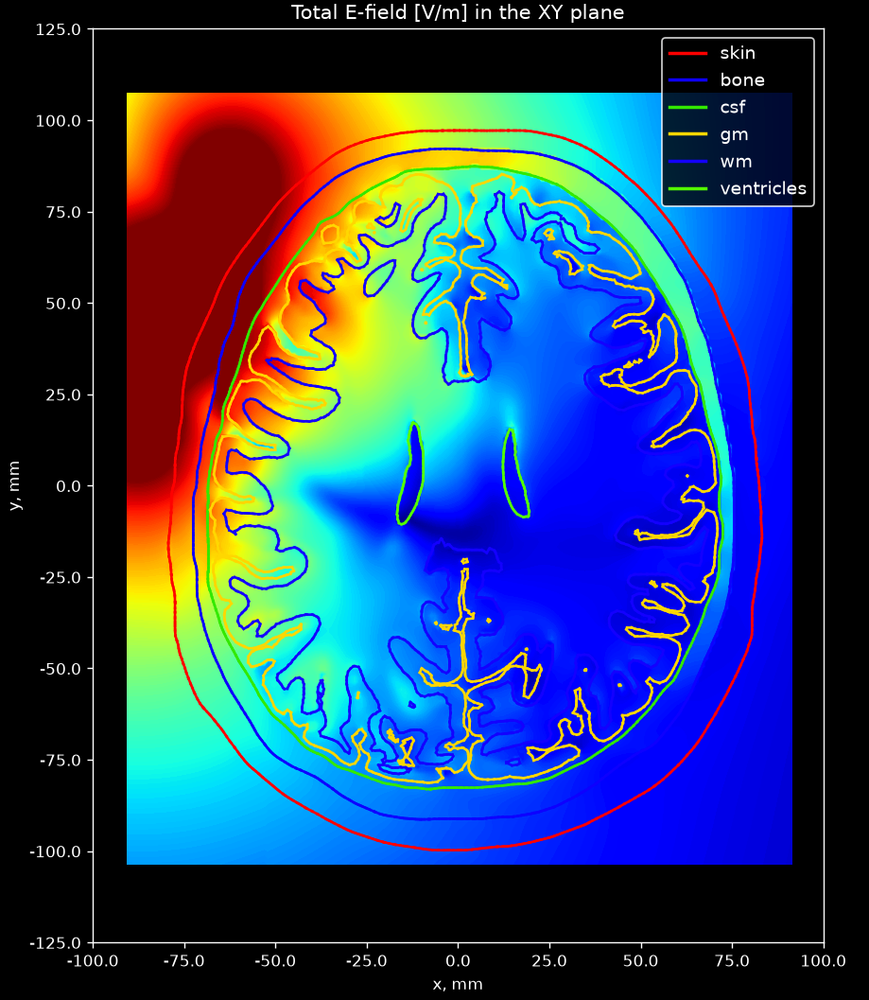 Total E-field [V/m] in the XY plane
125.0
100.0
75.0
50.0
25.0
0.0
-25.0
-50.0
-75.0
-100.0
-125.0
y, mm
skin
bone
csf
gm
wm
ventricles
-100.0 -75.0 -50.0 -25.0 0.0 25.0 50.0 75.0 100.0
x, mm